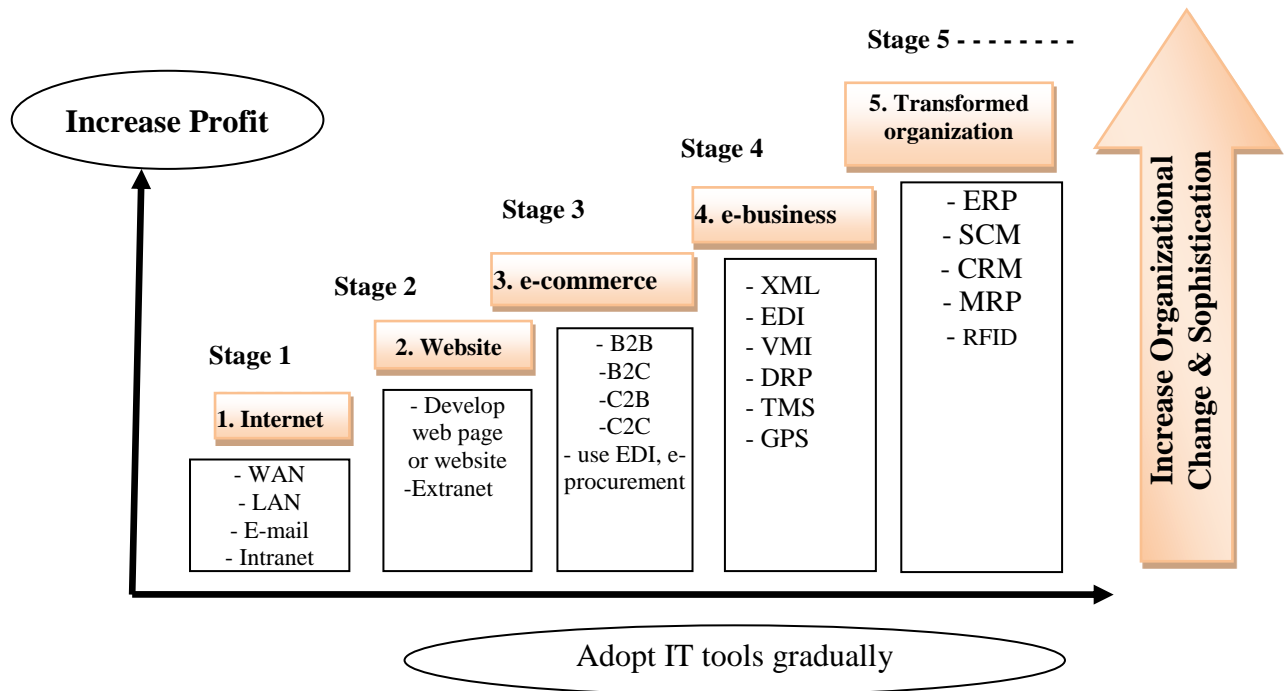 Stage 5 - - - - - - - -
Increase Profit
5. Transformed
organization
Stage 4
- ERP
- SCM
- CRM
- MRP
- RFID
Stage 3
4. e-business
- XML
- EDI
- VMI
- DRP
- TMS
- GPS
Stage 2
3. e-commerce
- B2B
-B2C
- C2B
- C2C
- use EDI, e-
procurement
Stage 1
2. Website
- Develop
web page
or website
-Extranet
1. Internet
- WAN
- LAN
- E-mail
- Intranet
Increase Organizational
Change & Sophistication
Adopt IT tools gradually